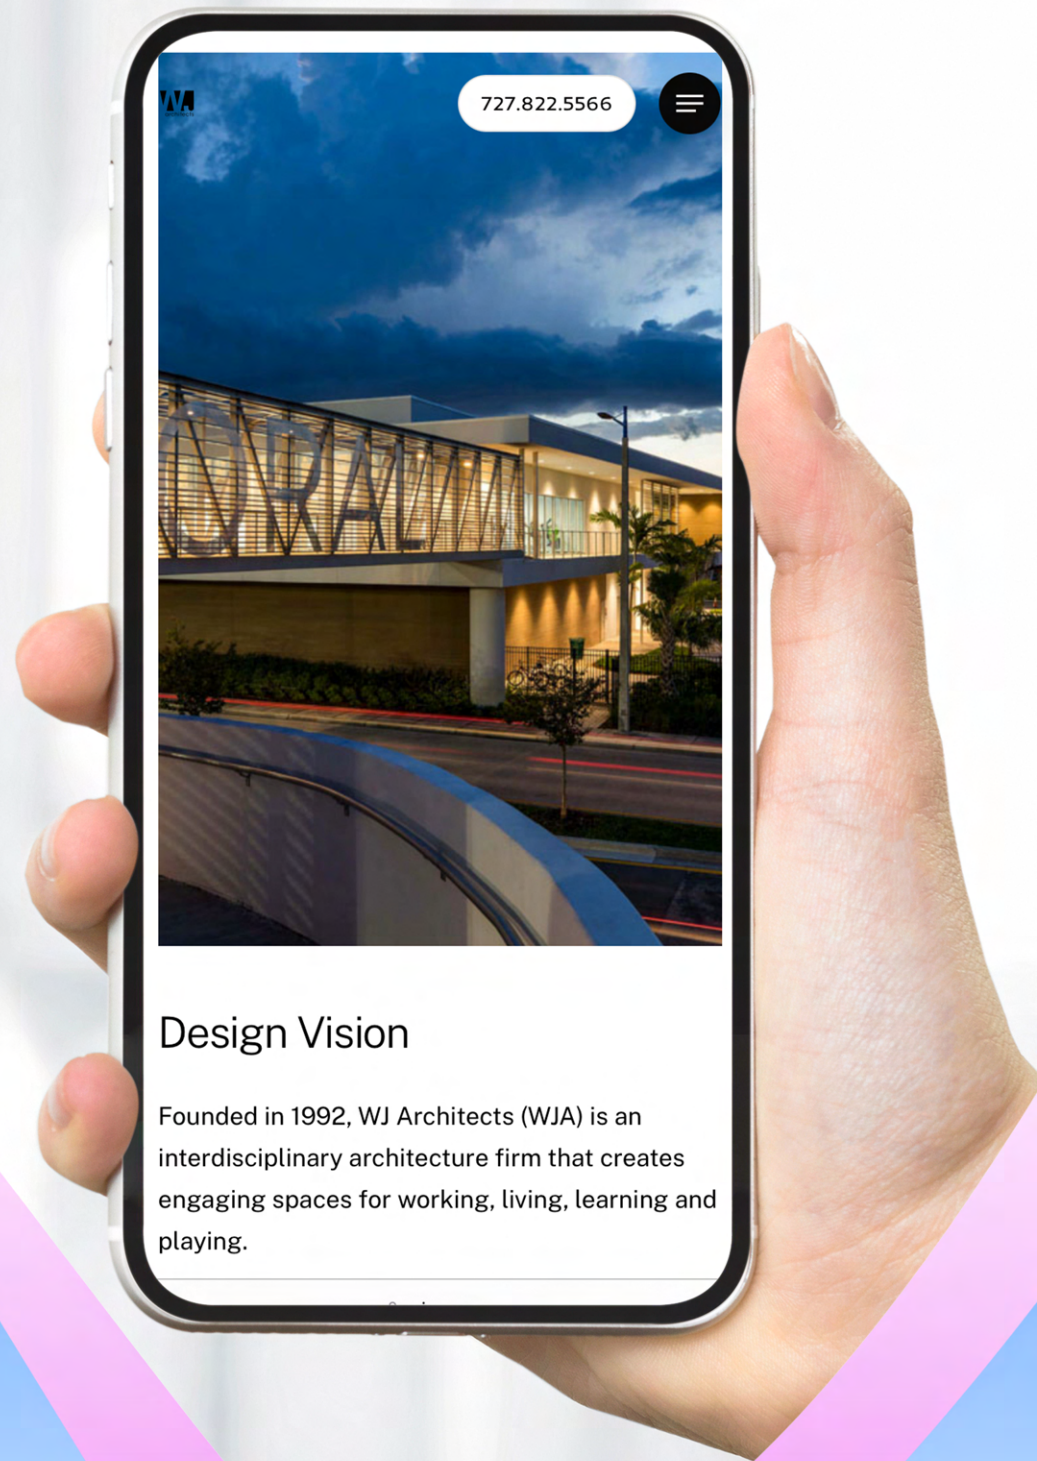 WJ
727.822.5566
ORAL
Design Vision
Founded in 1992, WJ Architects (WJA) is an
interdisciplinary architecture firm that creates
engaging spaces for working, living, learning and
playing.